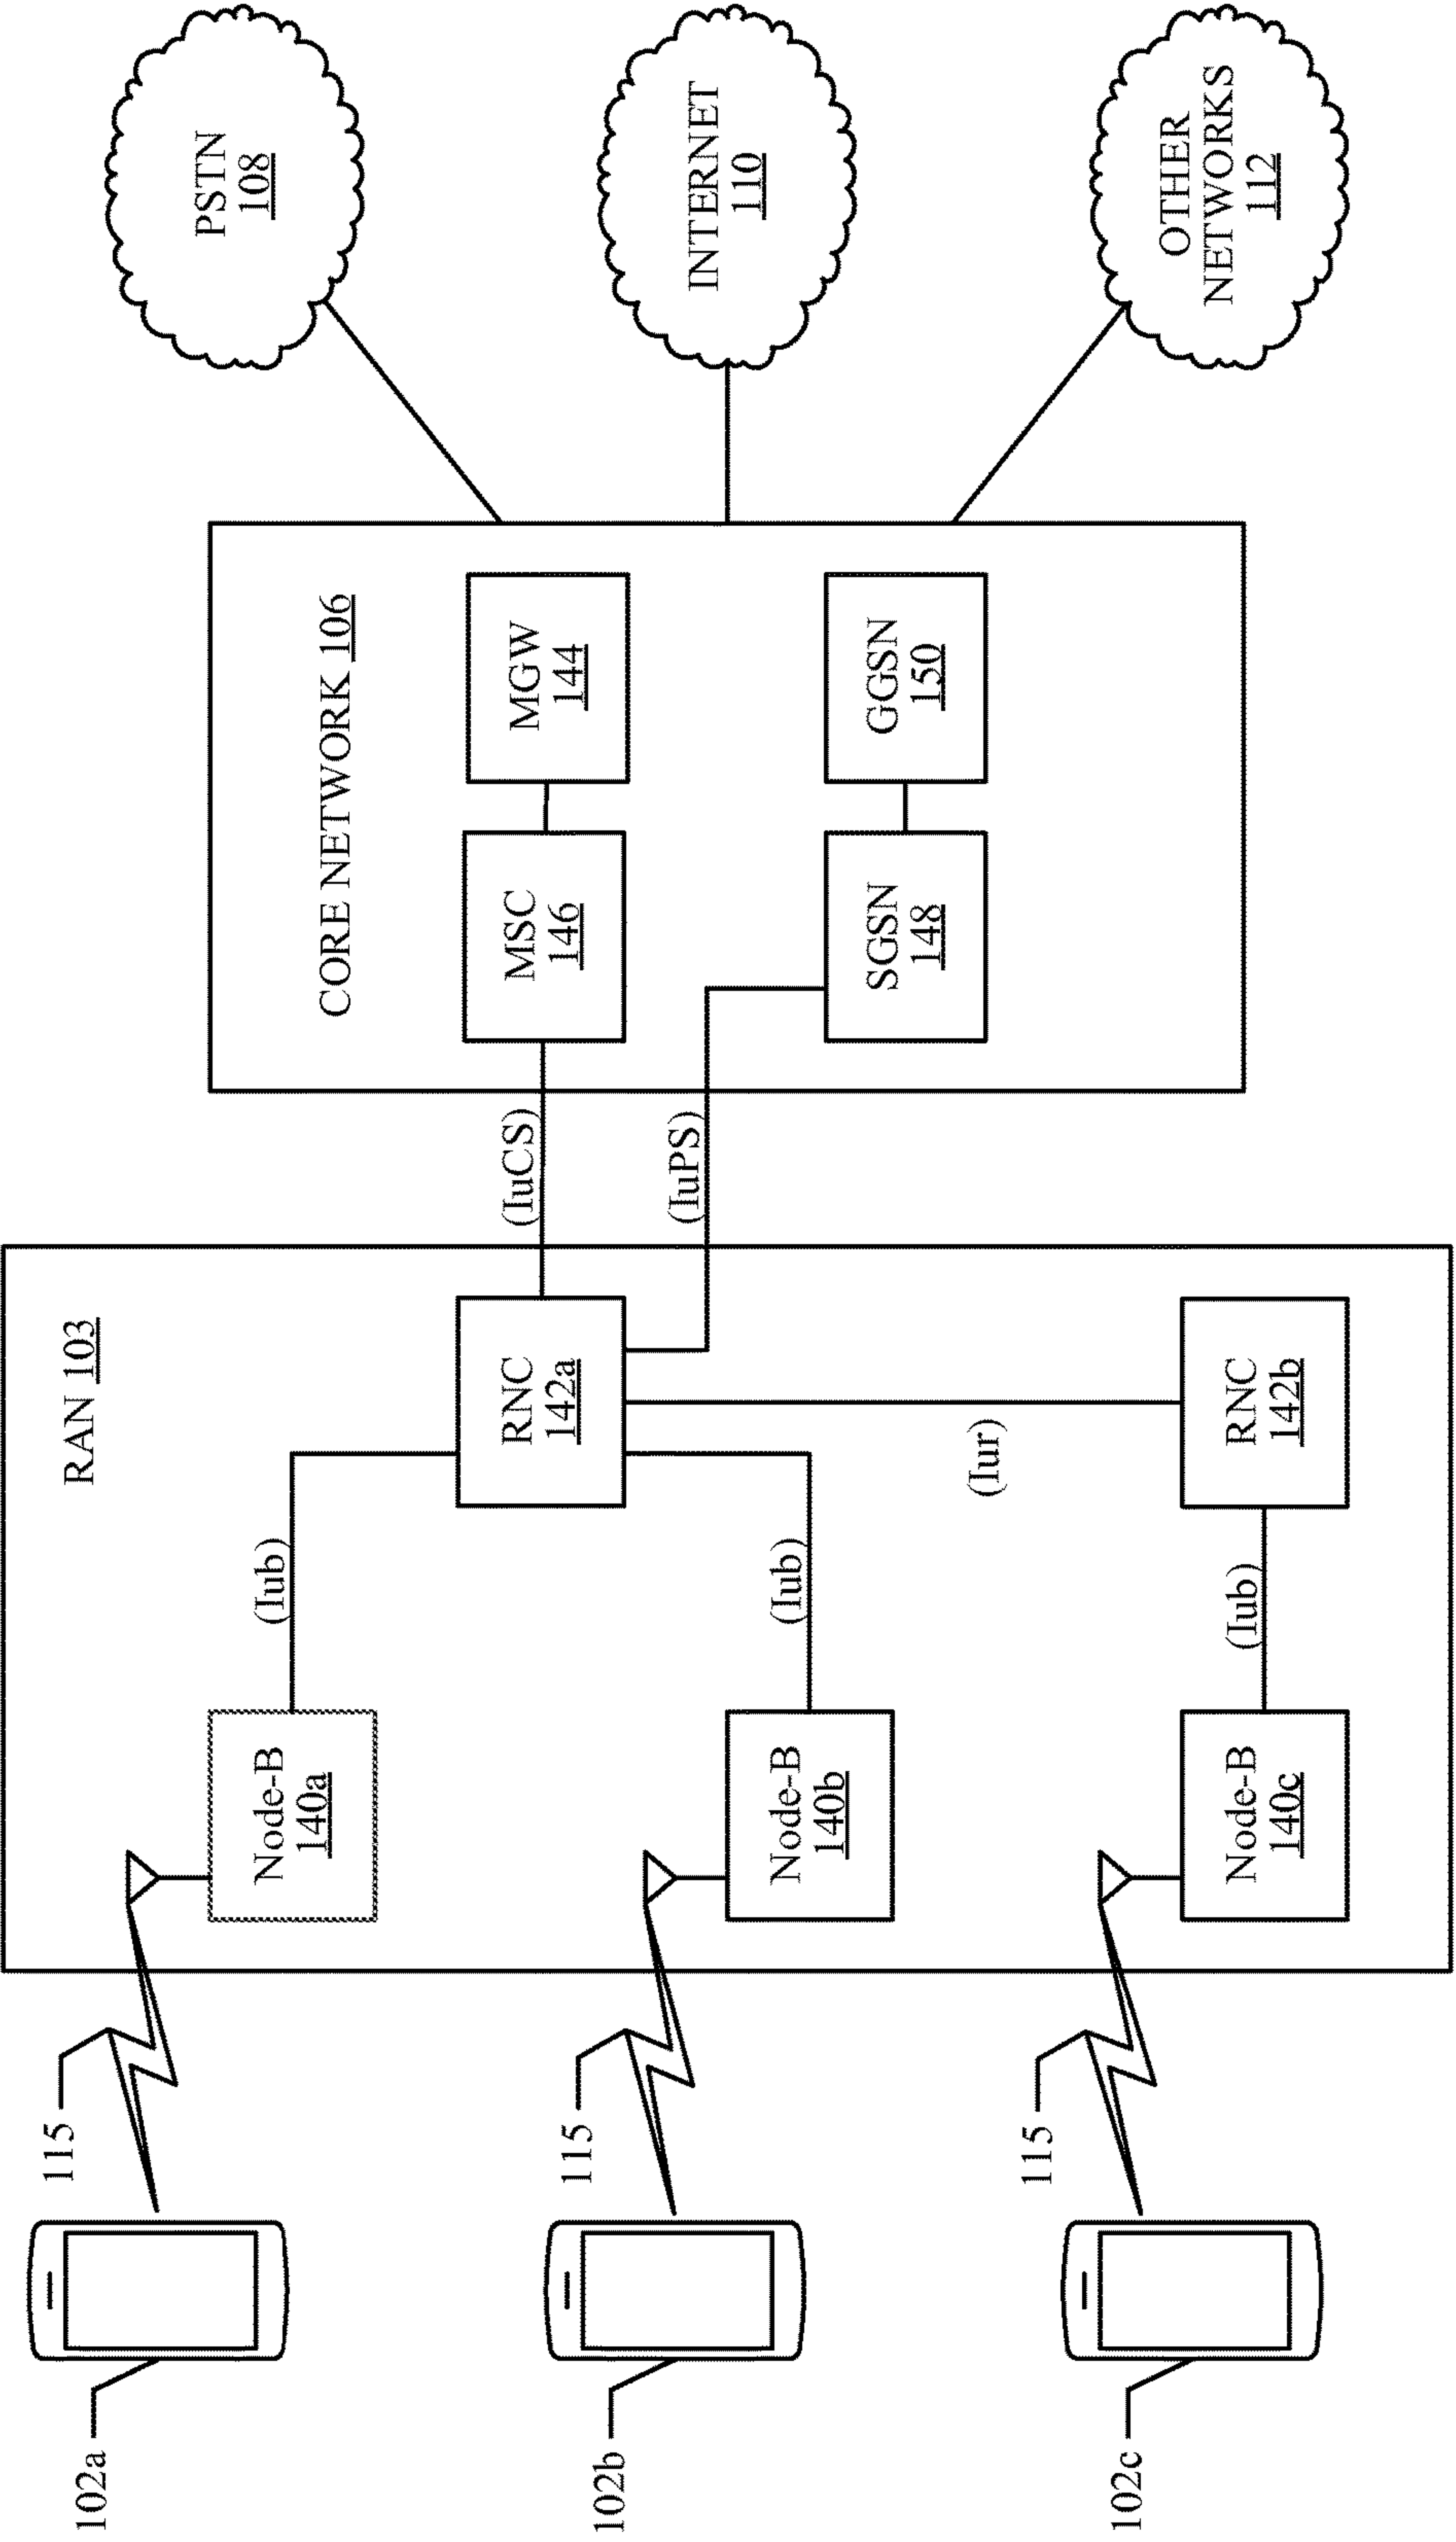 102a
115
Node-B
140a
(Iub)
RAN 103
RNC
142a
(IuCS)
(IuPS)
CORE NETWORK 106
MSC
146
MGW
144
PSTN
108
102b
115
Node-B
140b
(Iub)
(Iur)
SGSN
148
GGSN
150
INTERNET
110
102c
115
Node-B
140c
(Iub)
RNC
142b
OTHER
NETWORKS
112